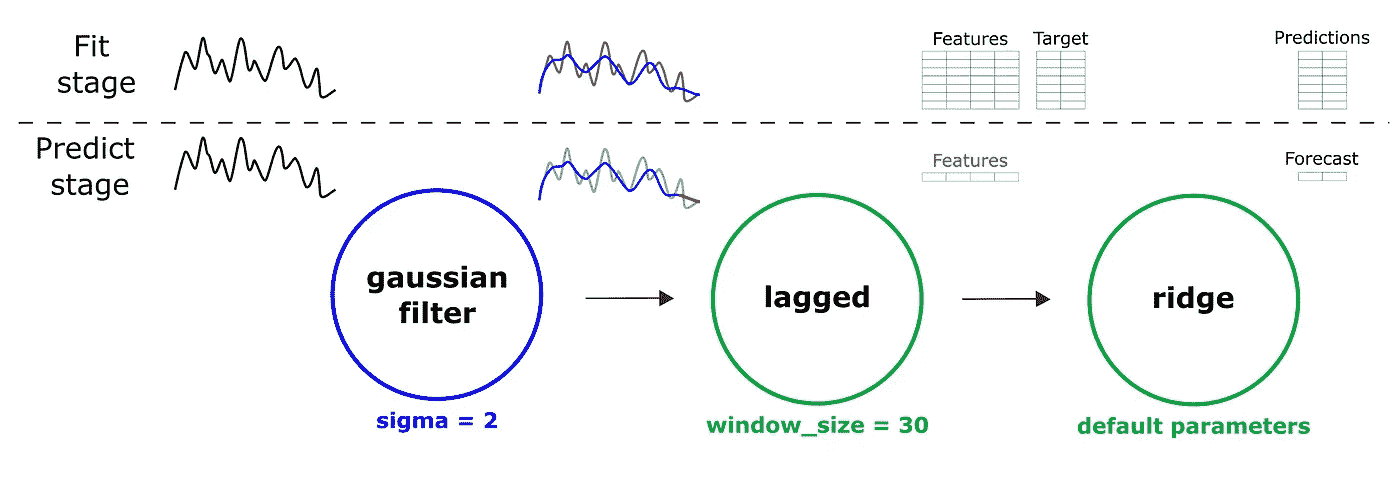 Fit
stage
Features
Target
Predictions
Predict
stage
Features
Forecast
gaussian
filter
lagged
ridge
sigma = 2
window_size = 30
default parameters